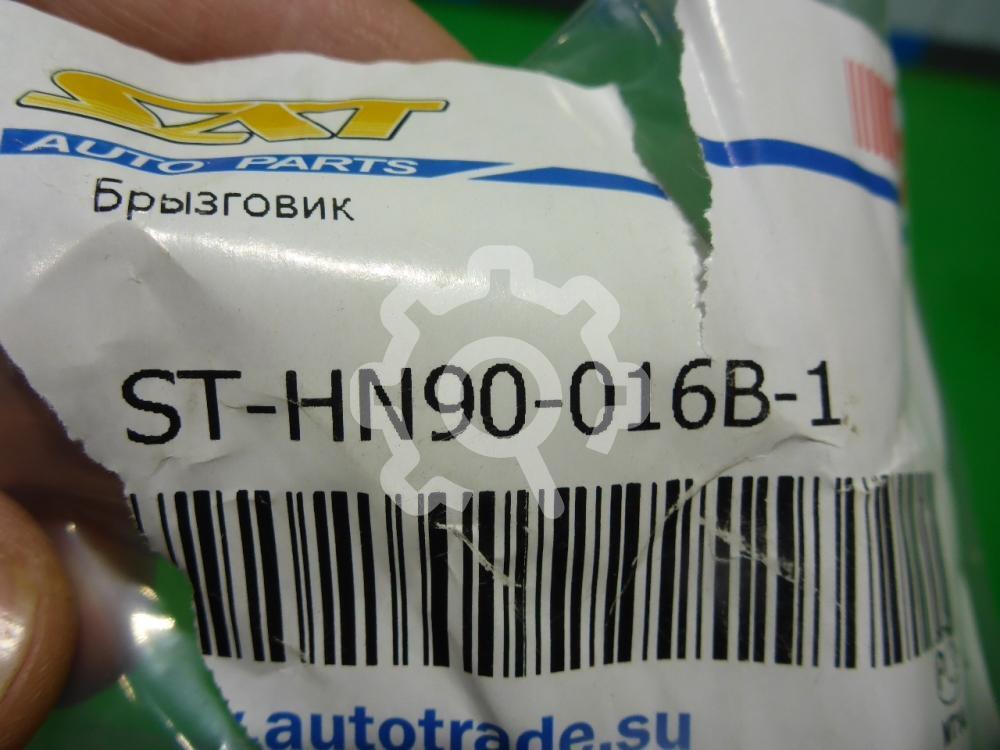 SAT
AUTO PARTS
Брызговик
ST-HN90-016B-1
.autotrade.su